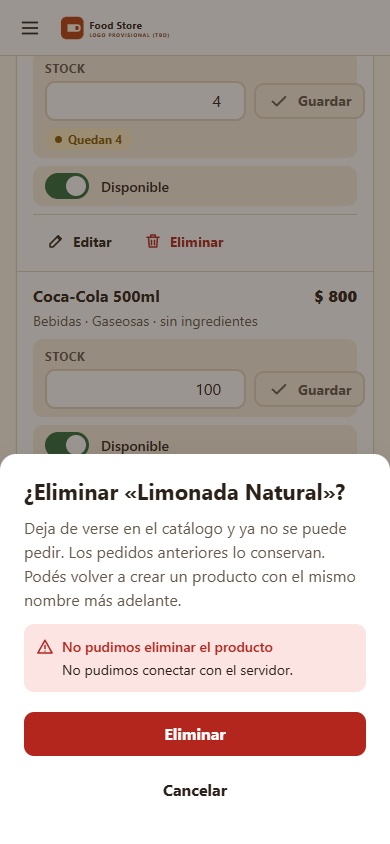 Food Store
LOGO PROVISIONAL (TBD)
STOCK
4
Guardar
Quedan 4
Disponible
Editar
Eliminar
Coca-Cola 500ml
$ 800
Bebidas · Gaseosas · sin ingredientes
STOCK
100
Guardar
Disponible
¿Eliminar «Limonada Natural»?
Deja de verse en el catálogo y ya no se puede
pedir. Los pedidos anteriores lo conservan.
Podés volver a crear un producto con el mismo
nombre más adelante.
No pudimos eliminar el producto
No pudimos conectar con el servidor.
Eliminar
Cancelar